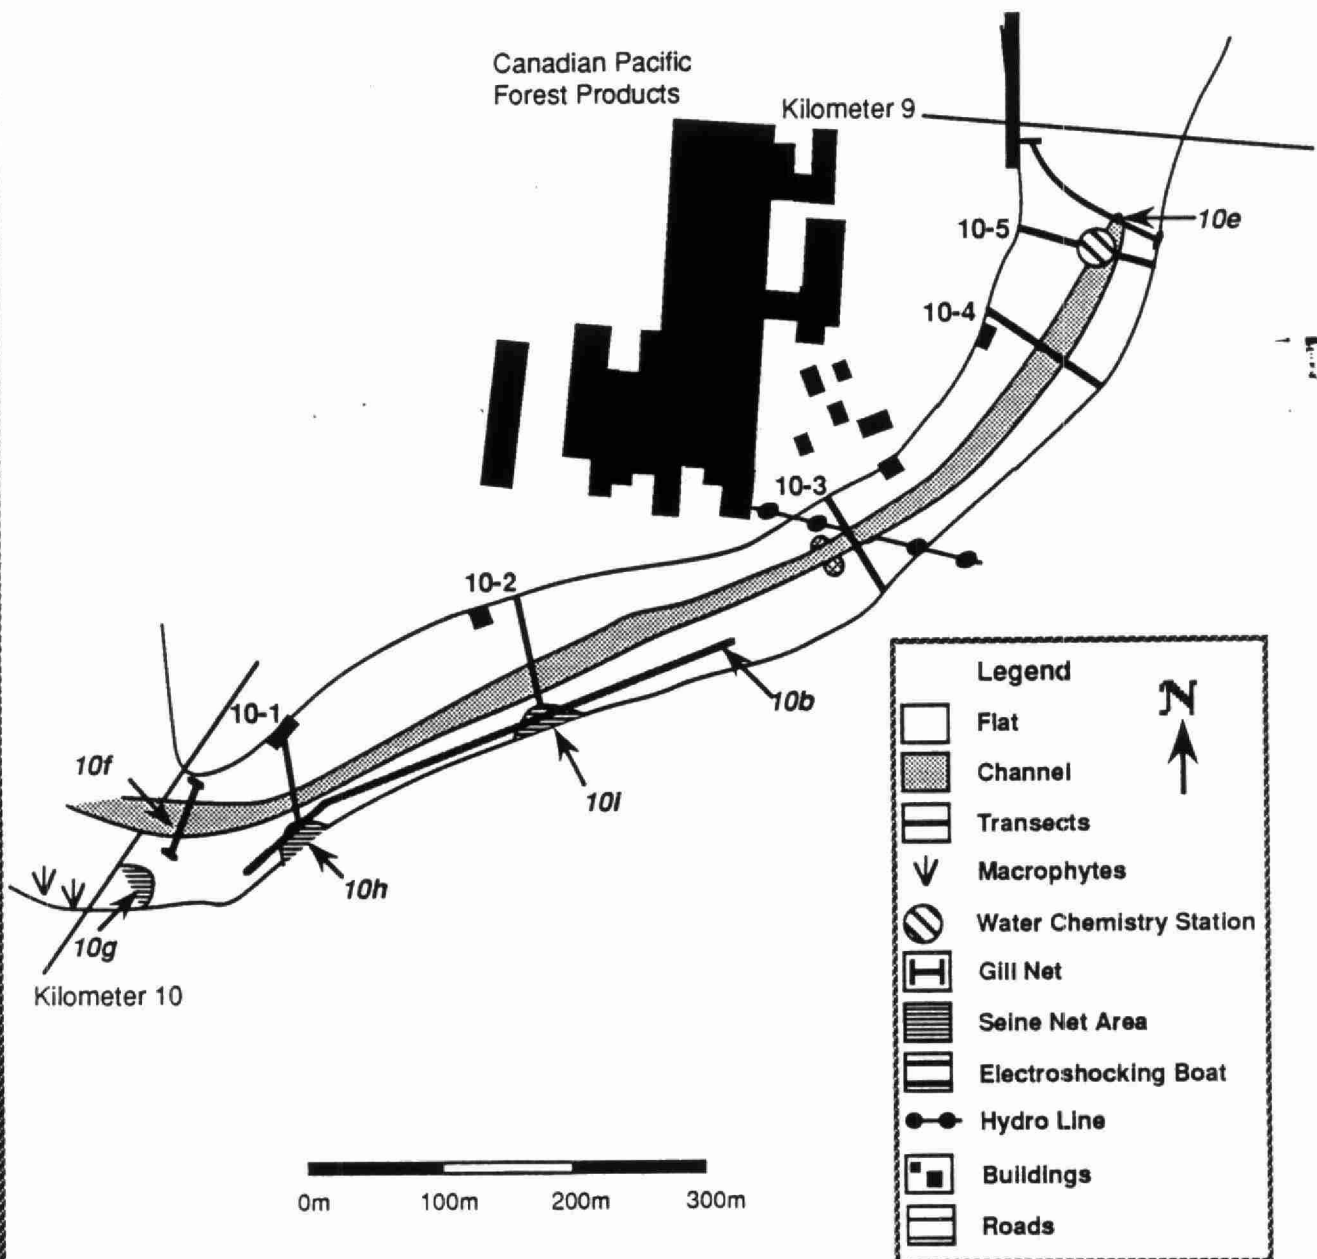 Canadian Pacific
Forest Products
Kilometer 9
10e
10-5
10-4
10-3
10-2
10b
10-1
10f
10i
10h
10g
Kilometer 10
Legend
N
Flat
Channel
Transects
Macrophytes
Water Chemistry Station
Gill Net
Seine Net Area
Electroshocking Boat
Hydro Line
Buildings
Roads
0m 100m 200m 300m